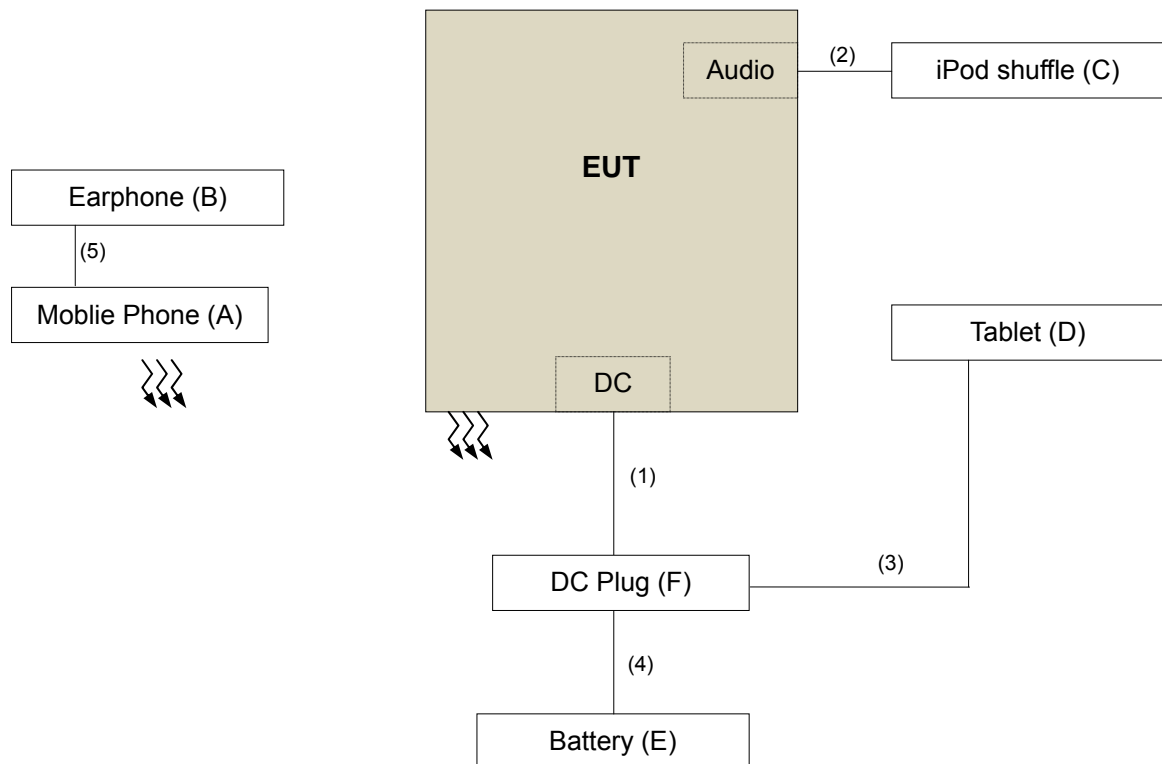 Audio
(2)
iPod shuffle (C)
EUT
Earphone (B)
(5)
Moblie Phone (A)
Tablet (D)
DC
(1)
DC Plug (F)
(3)
(4)
Battery (E)